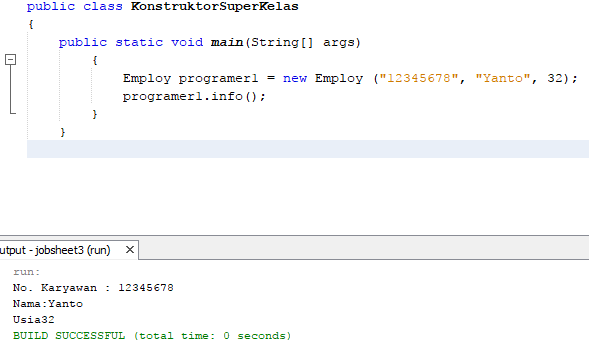 public class KonstruktorSuperKelas
{
public static void main(String[] args)
{
Employ programer1 = new Employ ("12345678", "Yanto", 32);
programer1.info();
}
}
utput - jobsheet3 (run) ×
run:
No. Karyawan : 12345678
Nama:Yanto
Usia32
BUILD SUCCESSFUL (total time: 0 seconds)